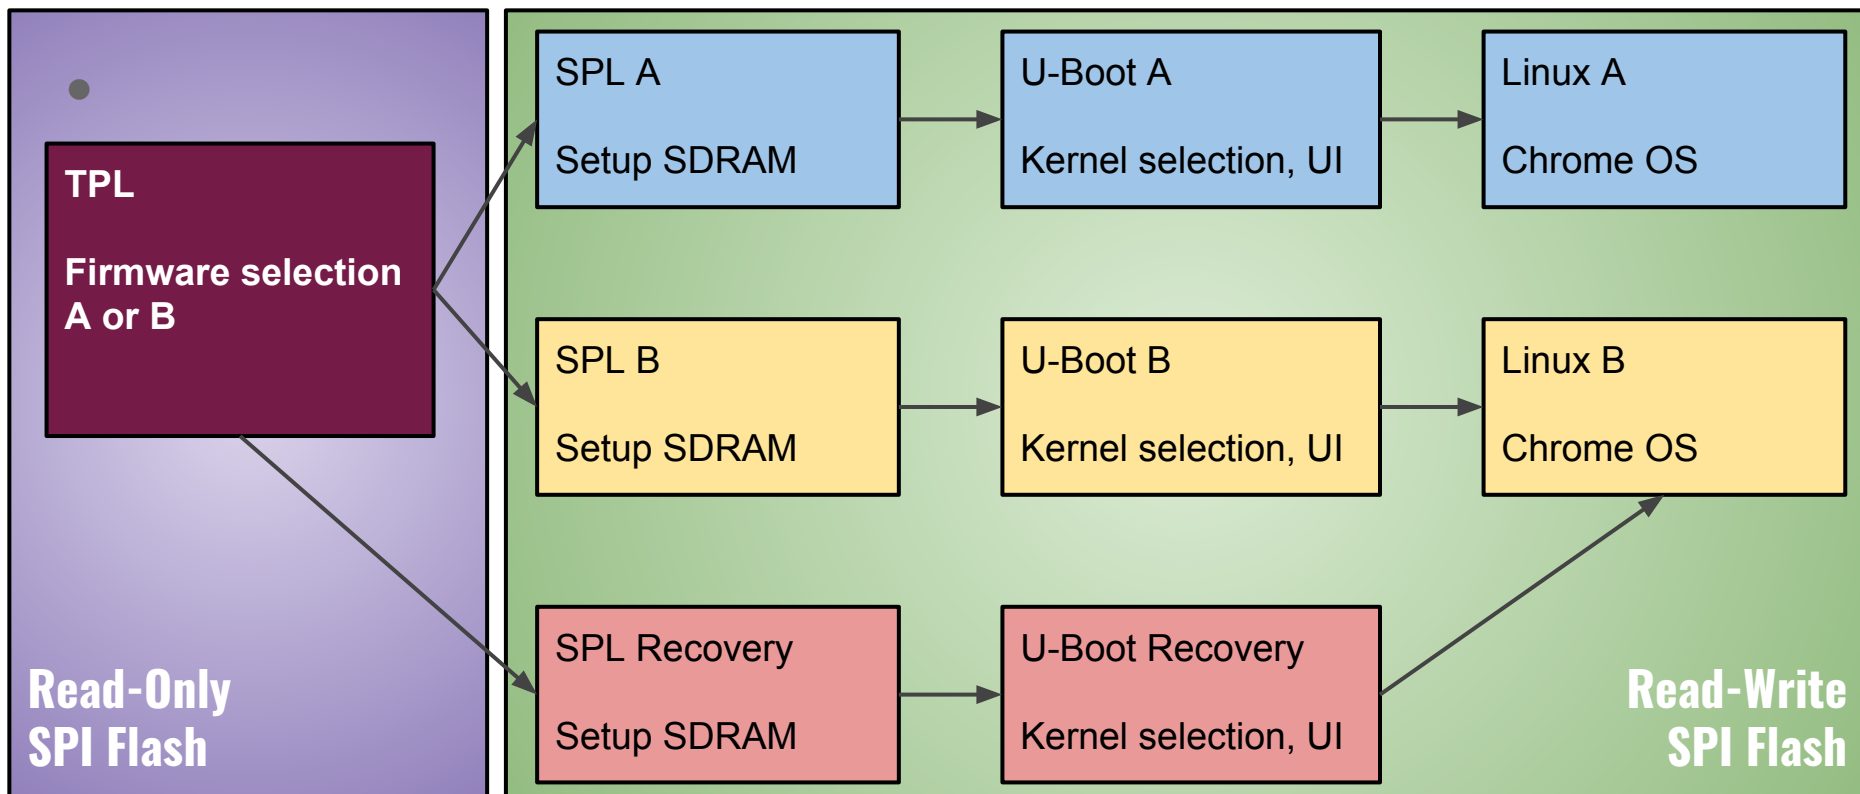 TPL
Firmware selection
A or B
Read-Only
SPI Flash
SPL A
Setup SDRAM
U-Boot A
Kernel selection, UI
Linux A
Chrome OS
SPL B
Setup SDRAM
U-Boot B
Kernel selection, UI
Linux B
Chrome OS
SPL Recovery
Setup SDRAM
U-Boot Recovery
Kernel selection, UI
Read-Write
SPI Flash